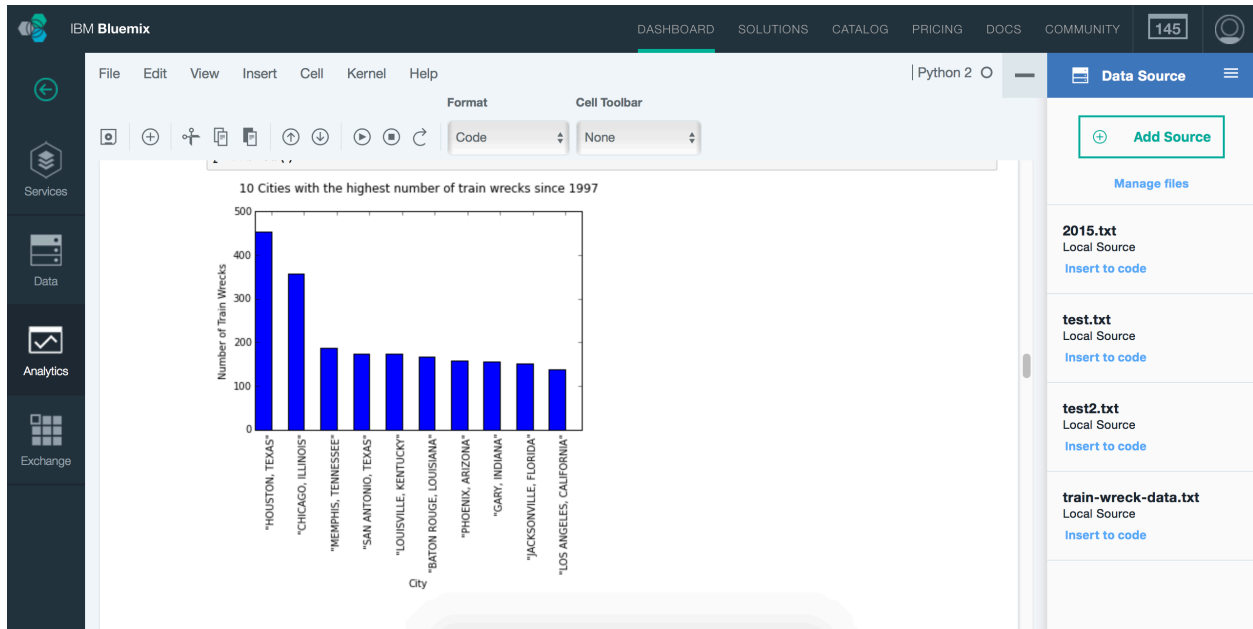 IBM Bluemix
DASHBOARD SOLUTIONS CATALOG PRICING DOCS COMMUNITY 145
File Edit View Insert Cell Kernel Help
Python 2
Format Cell Toolbar
Code None
Services
Data
Analytics
Exchange
10 Cities with the highest number of train wrecks since 1997
Number of Train Wrecks
500
400
300
200
100
0
"HOUSTON, TEXAS"
"CHICAGO, ILLINOIS"
"MEMPHIS, TENNESSEE"
"SAN ANTONIO, TEXAS"
"LOUISVILLE, KENTUCKY"
"BATON ROUGE, LOUISIANA"
"PHOENIX, ARIZONA"
"GARY, INDIANA"
"JACKSONVILLE, FLORIDA"
"LOS ANGELES, CALIFORNIA"
City
Data Source
Add Source
Manage files
2015.txt
Local Source
Insert to code
test.txt
Local Source
Insert to code
test2.txt
Local Source
Insert to code
train-wreck-data.txt
Local Source
Insert to code